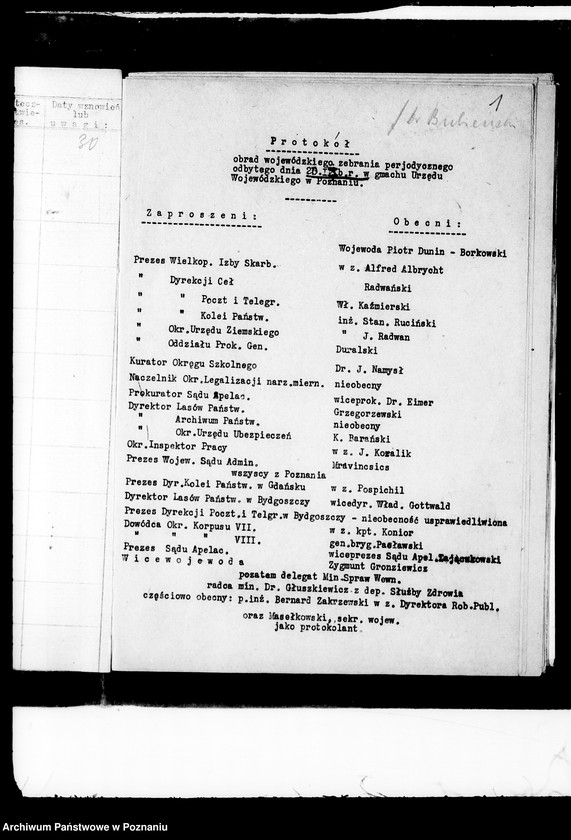 Daty wznowień
lub
u w a g i :
30
1
P r o t o k ó ł
obrad wojewódzkiego zebrania perjodycznego
odbytego dnia b.r. w gmachu Urzędu
Wojewódzkiego w Poznaniu.
Z a p r o s z e n i :
O b e c n i :
Wojewoda Piotr Dunin - Borkowski
Prezes Wielkop. Izby Skarb. w z. Alfred Albrycht
" Dyrekcji Ceł Radwański
" " Poczt i Telegr. Wł. Kaźmierski
" " Kolei Państw. inż. Stan. Ruciński
" Okr.Urzędu Ziemskiego " J. Radwan
" Oddziału Prok. Gen. Duralski
Kurator Okręgu Szkolnego Dr. J. Namysł
Naczelnik Okr.Legalizacji narz.miern. nieobecny
Prokurator Sądu Apelac. wiceprok. Dr. Eimer
Dyrektor Lasów Państw. Grzegorzewski
" Archiwum Państw. nieobecny
" Okr.Urzędu Ubezpieczeń K. Barański
Okr.Inspektor Pracy w z. J. Kowalik
Prezes Wojew. Sądu Admin. Mravincsics
wszyscy z Poznania
Prezes Dyr.Kolei Państw. w Gdańsku w z. Pospichil
Dyrektor Lasów Państw. w Bydgoszczy wicedyr. Wład. Gottwald
Prezes Dyrekcji Poczt.i Telgr.w Bydgoszczy - nieobecność usprawiedliwiona
Dowódca Okr. Korpusu VII. w z. kpt. Konior
" " " VIII. gen.bryg. Pasławski
Prezes Sądu Apelac. wiceprezes Sądu Apel. Zajączkowski
W i c e w o j e w o d a Zygmunt Gronziewicz
pozatem delegat Min.Spraw Wewn.
radca min. Dr. Głuszkiewicz z dep. Służby Zdrowia
częściowo obecny: p.inż. Bernard Zakrzewski w z. Dyrektora Rob.Publ.
oraz Masełkowski, sekr. wojew.
jako protokolant
Archiwum Państwowe w Poznaniu